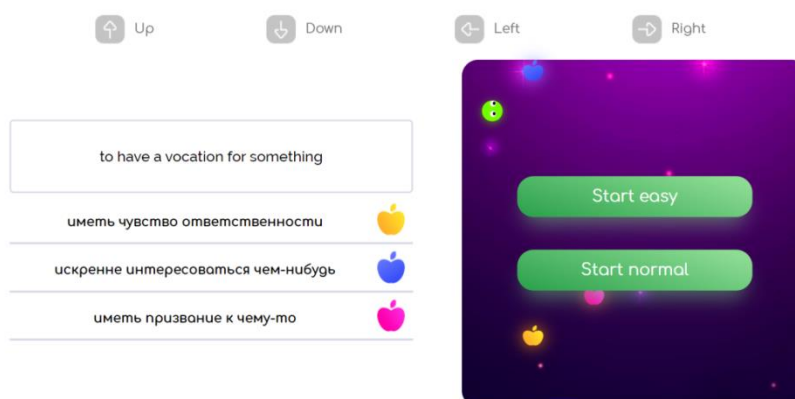 Up
Down
Left
Right
to have a vocation for something
иметь чувство ответственности
искренне интересоваться чем-нибудь
иметь призвание к чему-то
Start easy
Start normal